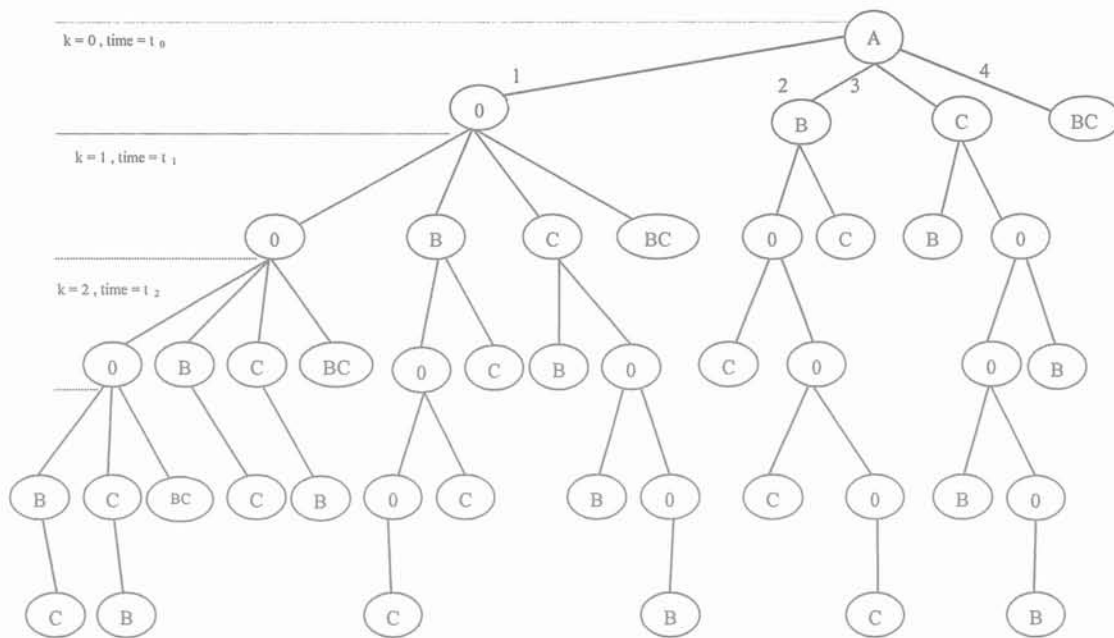 k = 0 , time = t 0
A
1 2 3 4
0 B C BC
k = 1 , time = t 1
0 B C BC 0 C B 0
k = 2 , time = t 2
0 B C BC 0 C B 0 C 0 0 B
B C BC C B 0 C B 0 C 0 B 0
C B C B C B